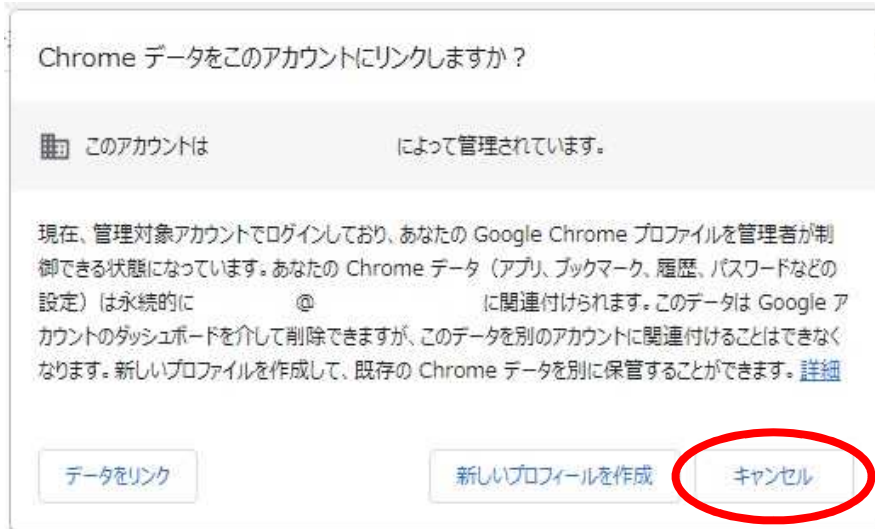 Chrome データをこのアカウントにリンクしますか？
このアカウントは によって管理されています。
現在、管理対象アカウントでログインしており、あなたの Google Chrome プロファイルを管理者が制
御できる状態になっています。あなたの Chrome データ（アプリ、ブックマーク、履歴、パスワードなどの
設定）は永続的に @ に関連付けられます。このデータは Google ア
カウントのダッシュボードを介して削除できますが、このデータを別のアカウントに関連付けることはできなく
なります。新しいプロファイルを作成して、既存の Chrome データを別に保管することができます。詳細
データをリンク 新しいプロフィールを作成 キャンセル